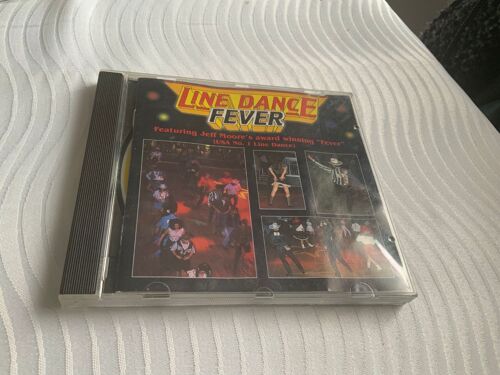 LINE DANCE
FEVER
Featuring Jeff Moore's award winning "Fever"
(USA No. 1 Line Dance)